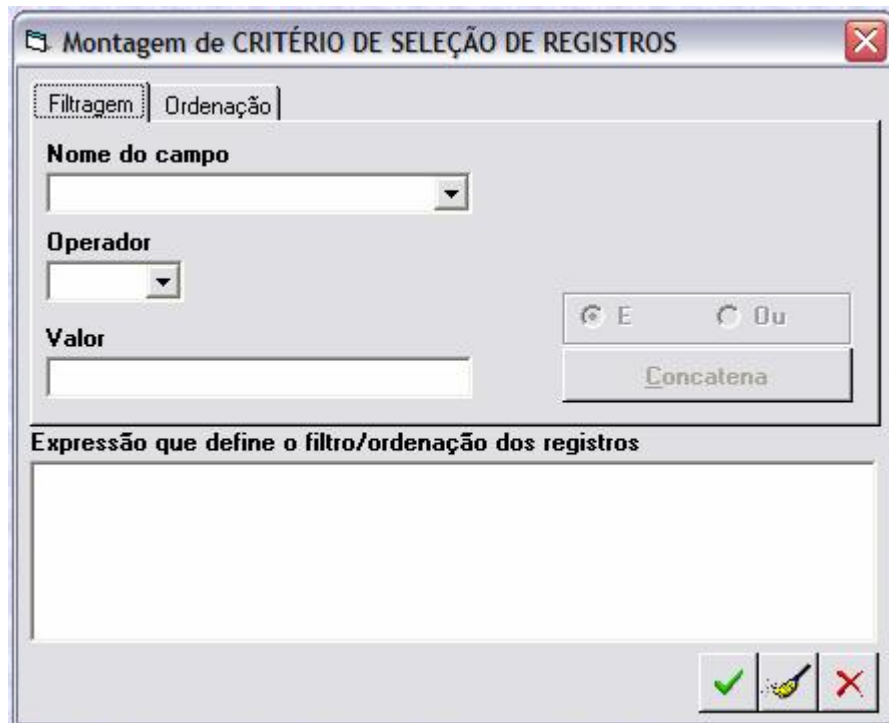 Montagem de CRITÉRIO DE SELEÇÃO DE REGISTROS
Filtragem Ordenação
Nome do campo
Operador
E Ou
Valor
Concatena
Expressão que define o filtro/ordenação dos registros